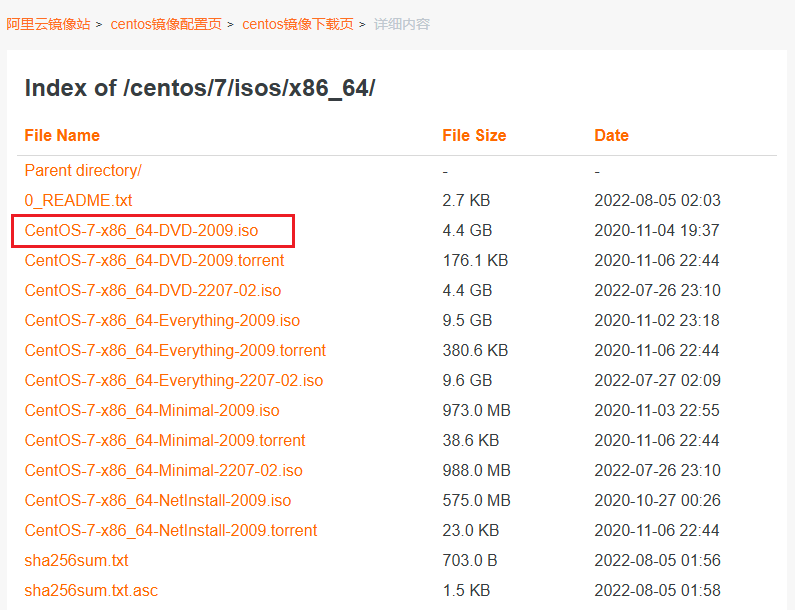 阿里云镜像站 > centos镜像配置页 > centos镜像下载页 > 详细内容
Index of /centos/7/isos/x86_64/
File Name File Size Date
Parent directory/ - -
0_README.txt 2.7 KB 2022-08-05 02:03
CentOS-7-x86_64-DVD-2009.iso 4.4 GB 2020-11-04 19:37
CentOS-7-x86_64-DVD-2009.torrent 176.1 KB 2020-11-06 22:44
CentOS-7-x86_64-DVD-2207-02.iso 4.4 GB 2022-07-26 23:10
CentOS-7-x86_64-Everything-2009.iso 9.5 GB 2020-11-02 23:18
CentOS-7-x86_64-Everything-2009.torrent 380.6 KB 2020-11-06 22:44
CentOS-7-x86_64-Everything-2207-02.iso 9.6 GB 2022-07-27 02:09
CentOS-7-x86_64-Minimal-2009.iso 973.0 MB 2020-11-03 22:55
CentOS-7-x86_64-Minimal-2009.torrent 38.6 KB 2020-11-06 22:44
CentOS-7-x86_64-Minimal-2207-02.iso 988.0 MB 2022-07-26 23:10
CentOS-7-x86_64-NetInstall-2009.iso 575.0 MB 2020-10-27 00:26
CentOS-7-x86_64-NetInstall-2009.torrent 23.0 KB 2020-11-06 22:44
sha256sum.txt 703.0 B 2022-08-05 01:56
sha256sum.txt.asc 1.5 KB 2022-08-05 01:58